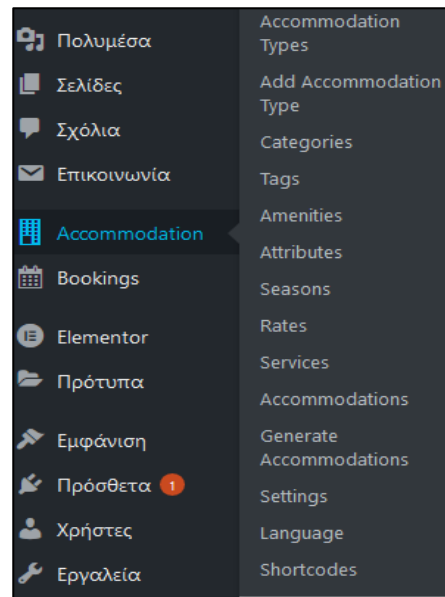 Πολυμέσα
Σελίδες
Σχόλια
Επικοινωνία
Accommodation
Bookings
Elementor
Πρότυπα
Εμφάνιση
Πρόσθετα 1
Χρήστες
Εργαλεία
Accommodation
Types
Add Accommodation
Type
Categories
Tags
Amenities
Attributes
Seasons
Rates
Services
Accommodations
Generate
Accommodations
Settings
Language
Shortcodes